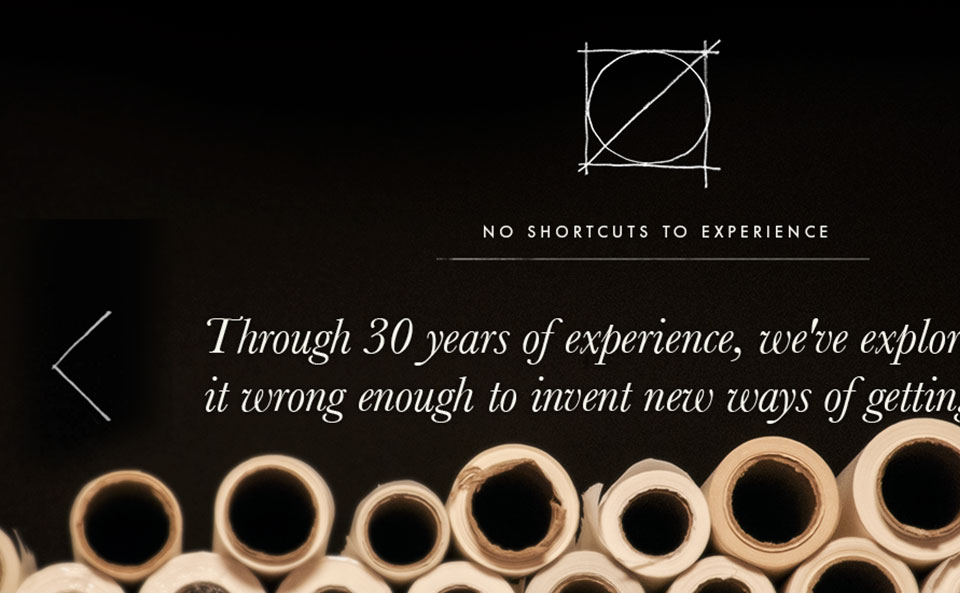 NO SHORTCUTS TO EXPERIENCE
Through 30 years of experience, we've explor
it wrong enough to invent new ways of getting